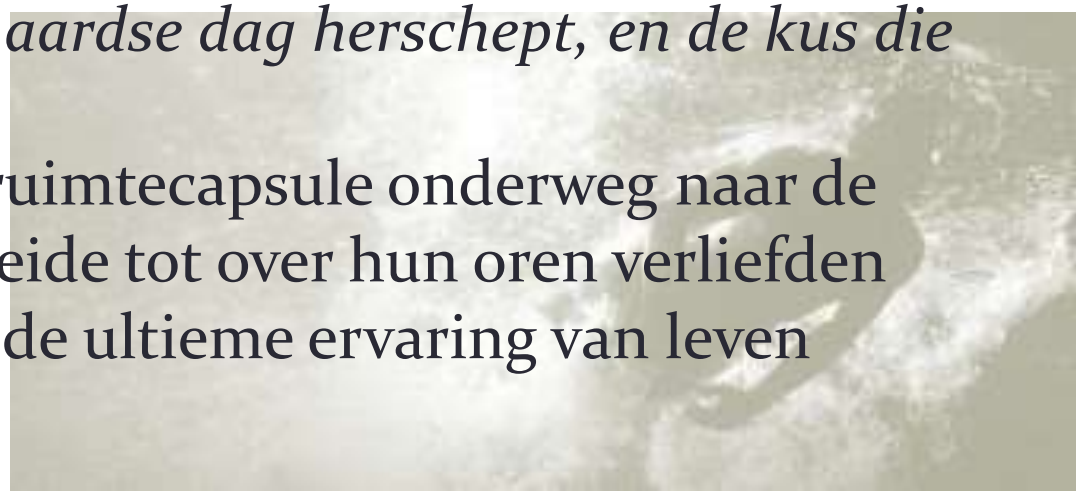 aardse dag herschept, en de kus die
ruimtecapsule onderweg naar de
eide tot over hun oren verliefden
de ultieme ervaring van leven